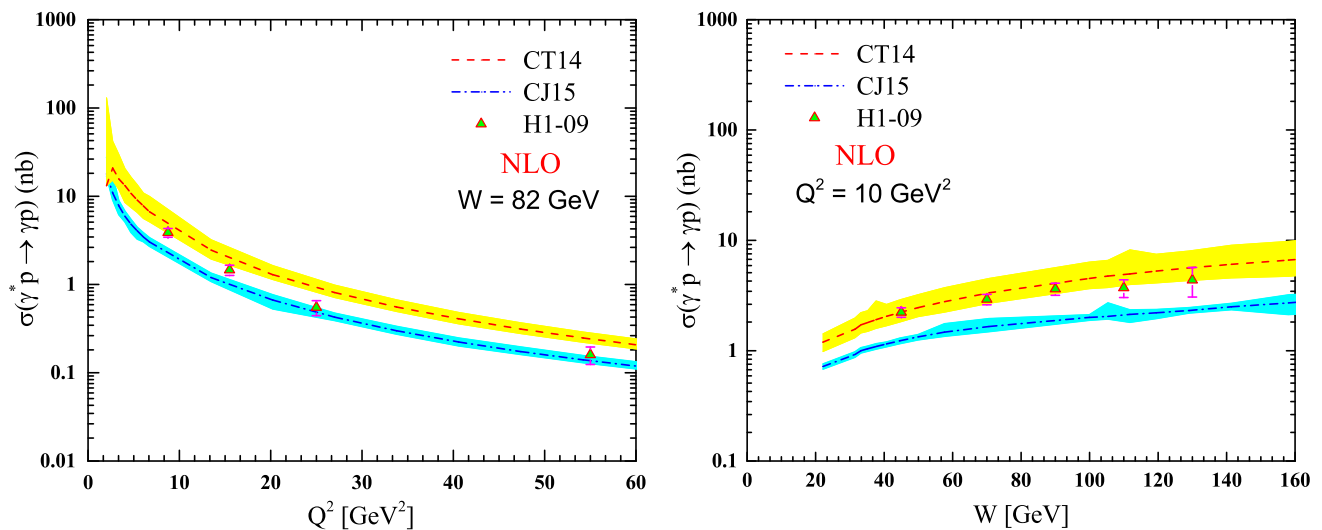 1000
100
10
1
0.1
0.01
σ(γ*p → γp) (nb)
CT14
CJ15
H1-09
NLO
W = 82 GeV
0 10 20 30 40 50 60
Q² [GeV²]
1000
100
10
1
0.1
σ(γ*p → γp) (nb)
CT14
CJ15
H1-09
NLO
Q² = 10 GeV²
0 20 40 60 80 100 120 140 160
W [GeV]